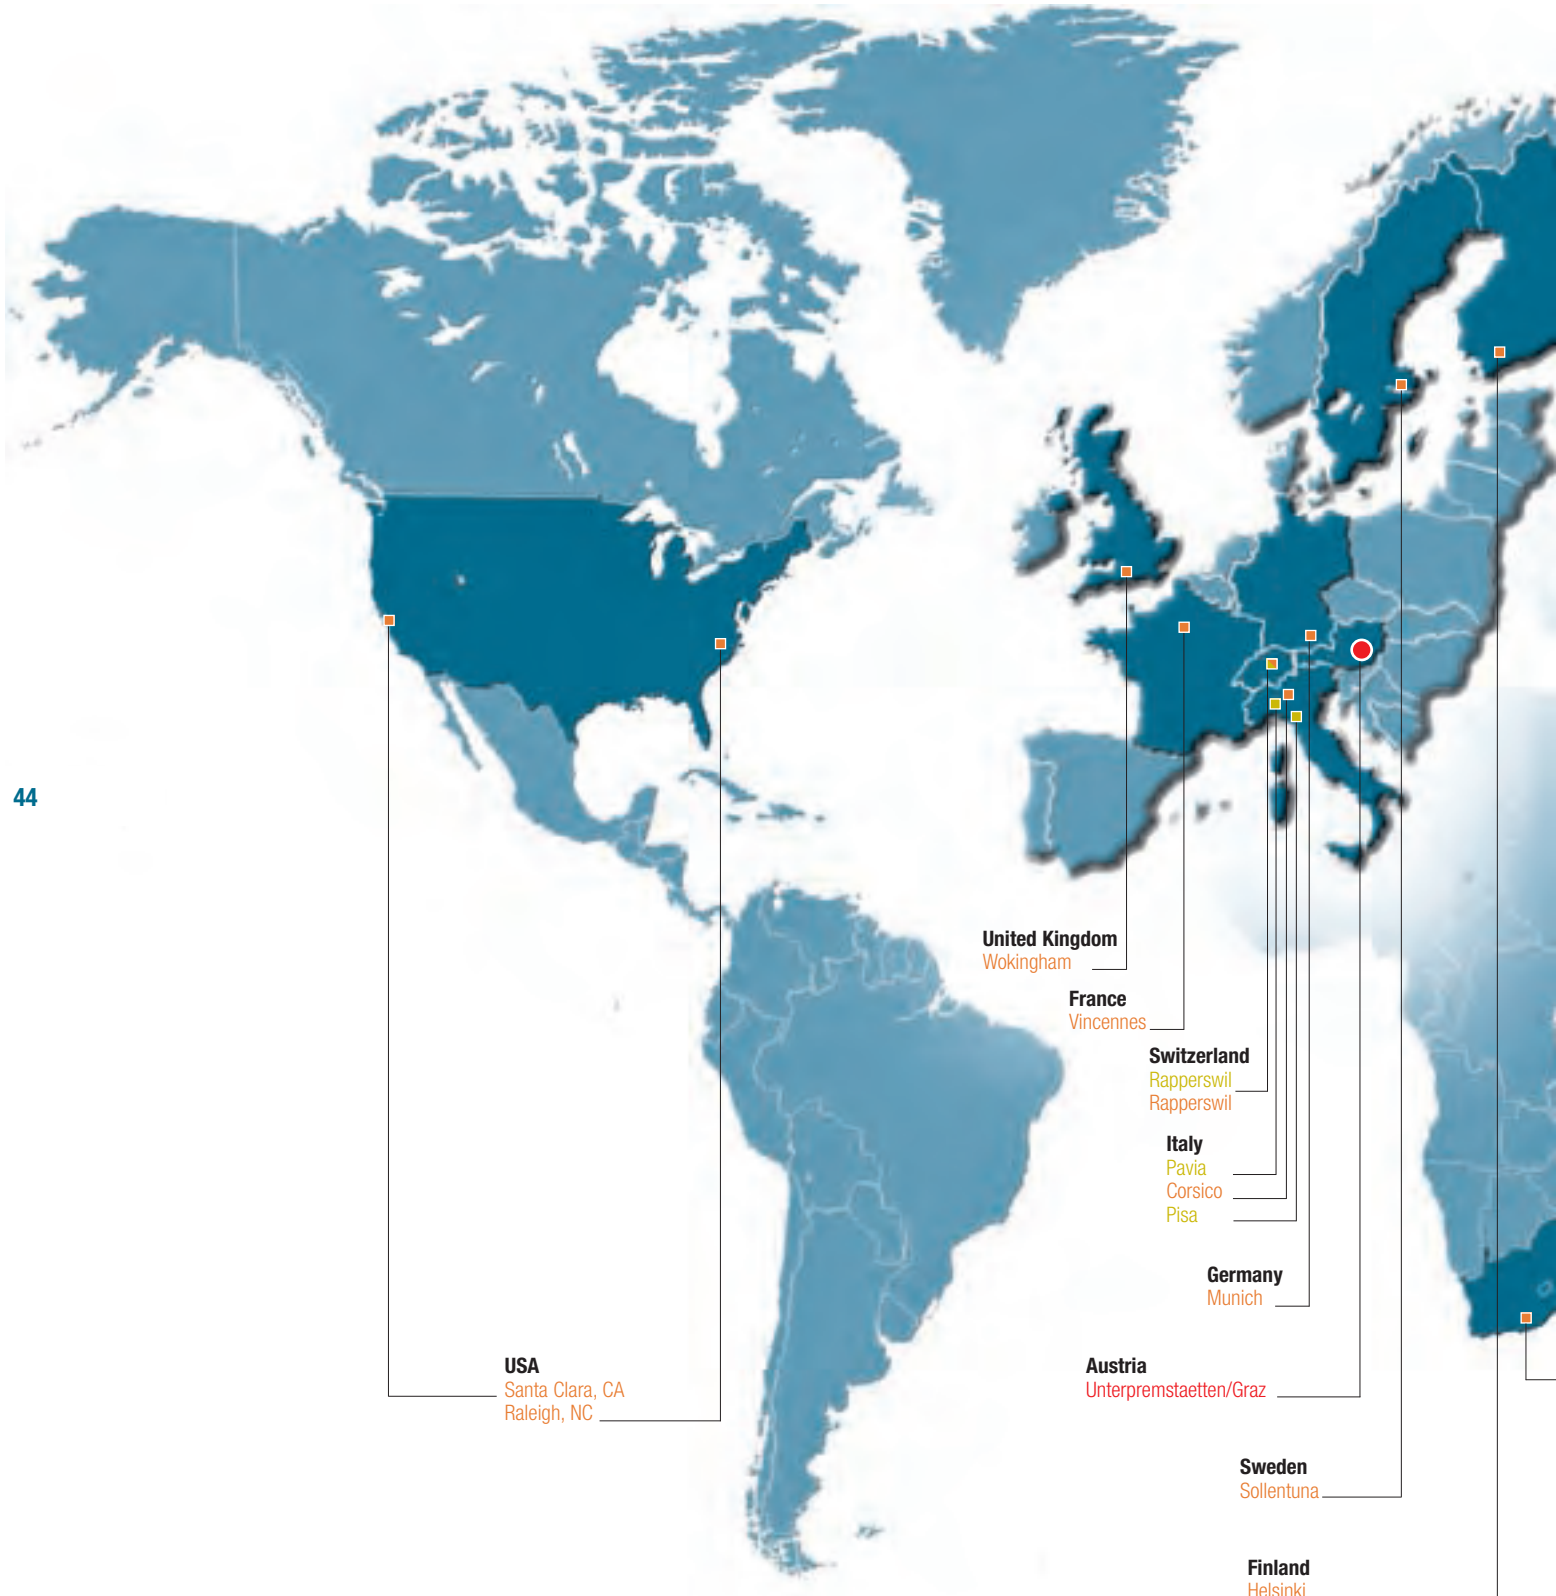 44
United Kingdom
Wokingham
France
Vincennes
Switzerland
Rapperswil
Rapperswil
Italy
Pavia
Corsico
Pisa
Germany
Munich
USA
Santa Clara, CA
Raleigh, NC
Austria
Unterpremstaetten/Graz
Sweden
Sollentuna
Finland
Helsinki